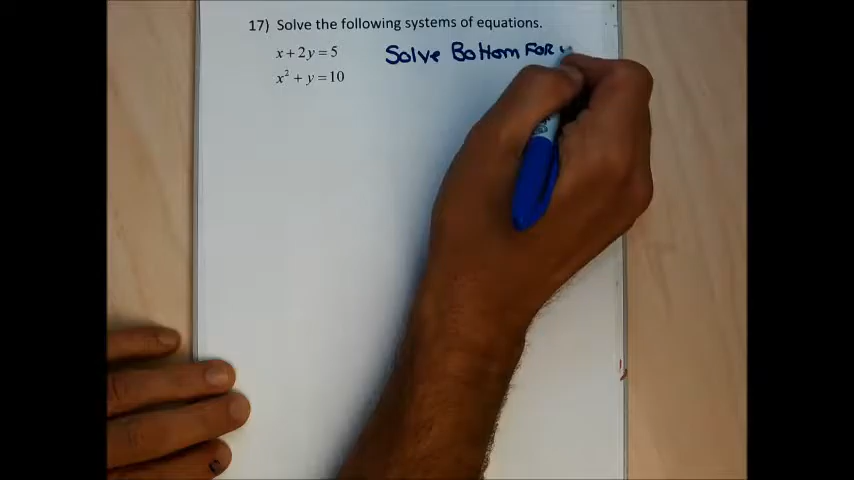 17) Solve the following systems of equations.
x + 2y = 5 Solve Bottom For
x² + y = 10